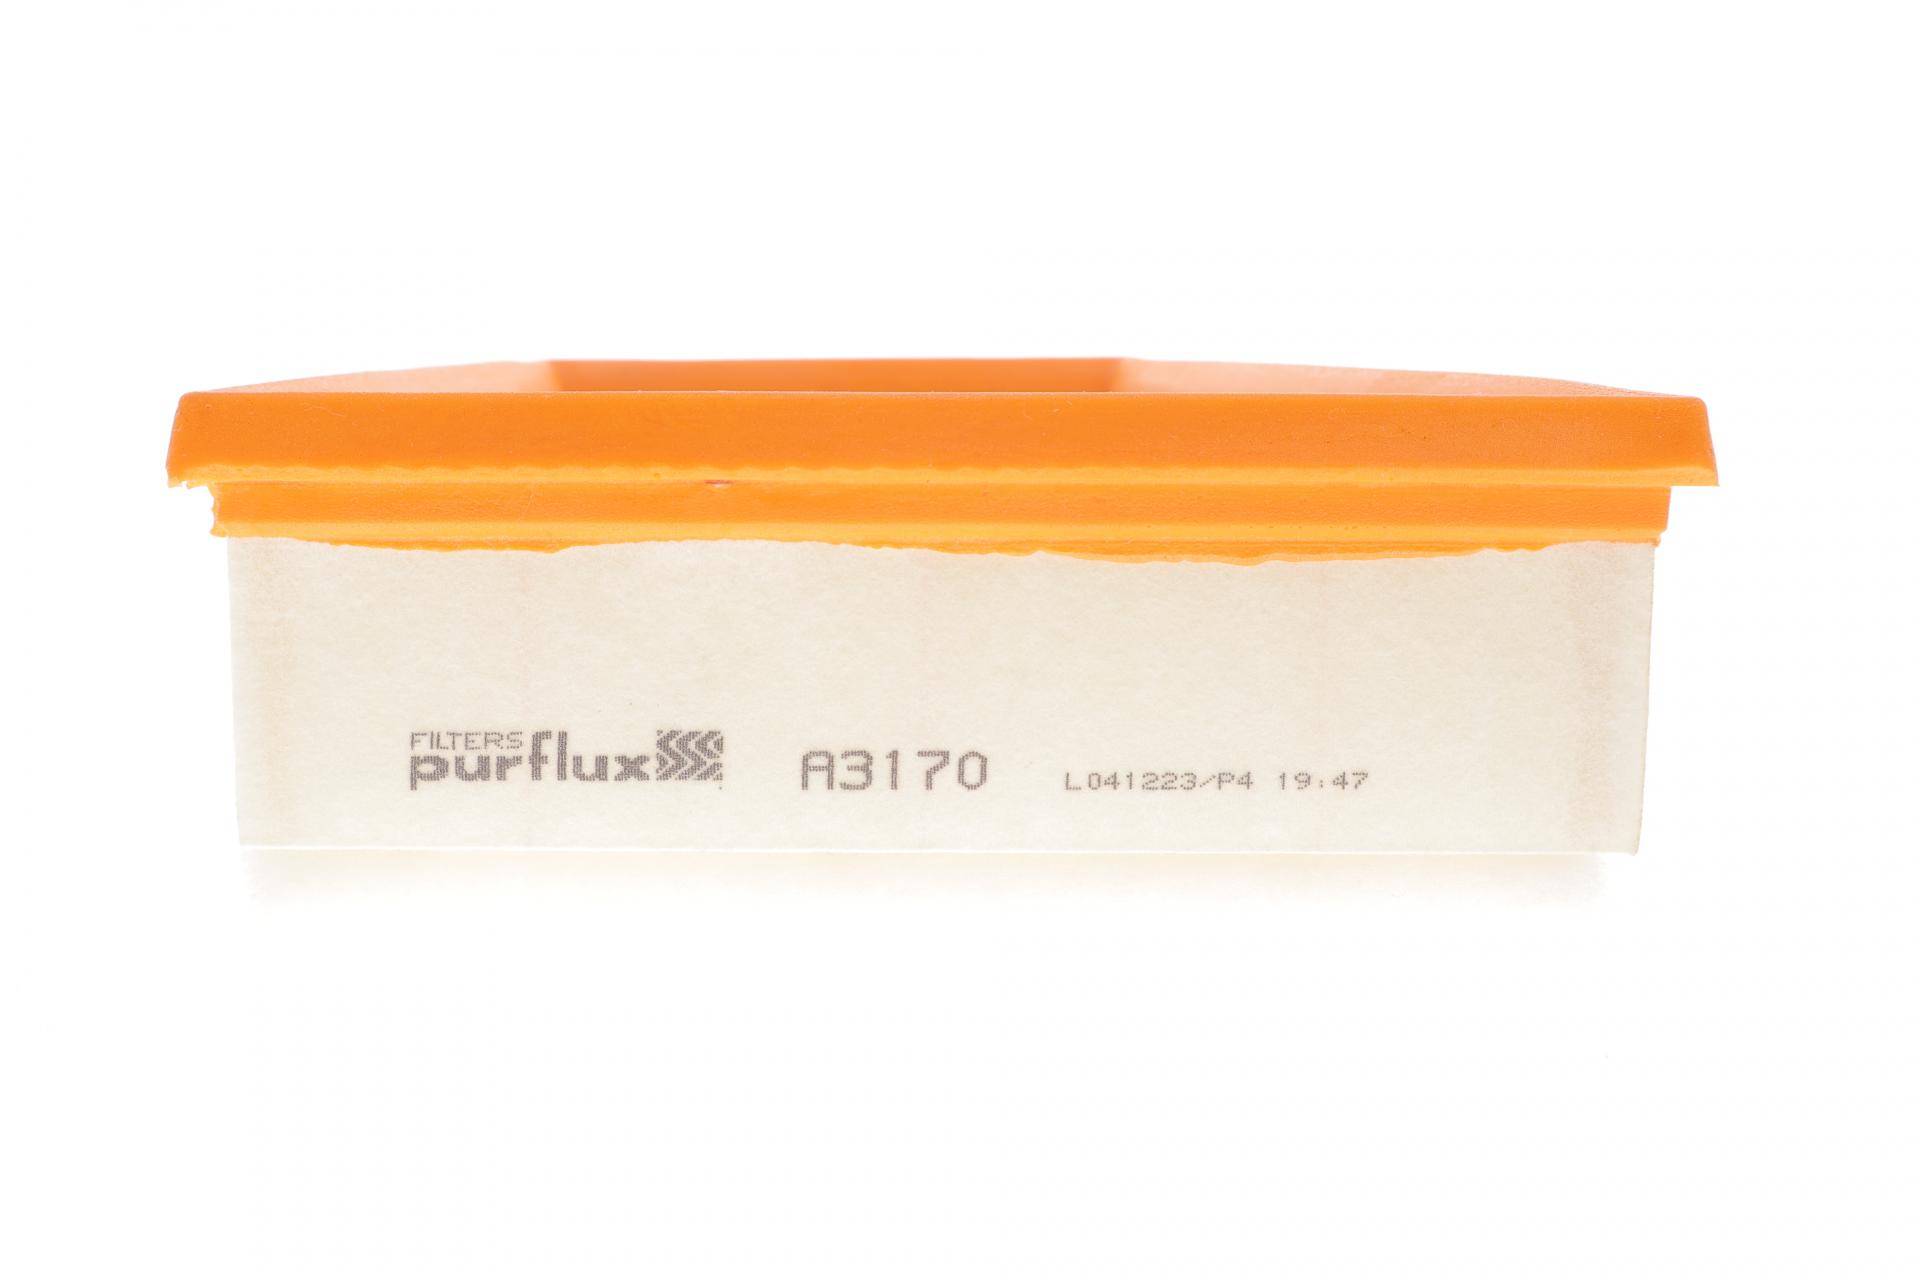 FILTERS
purflux
A3170
L041223/P4 19:47